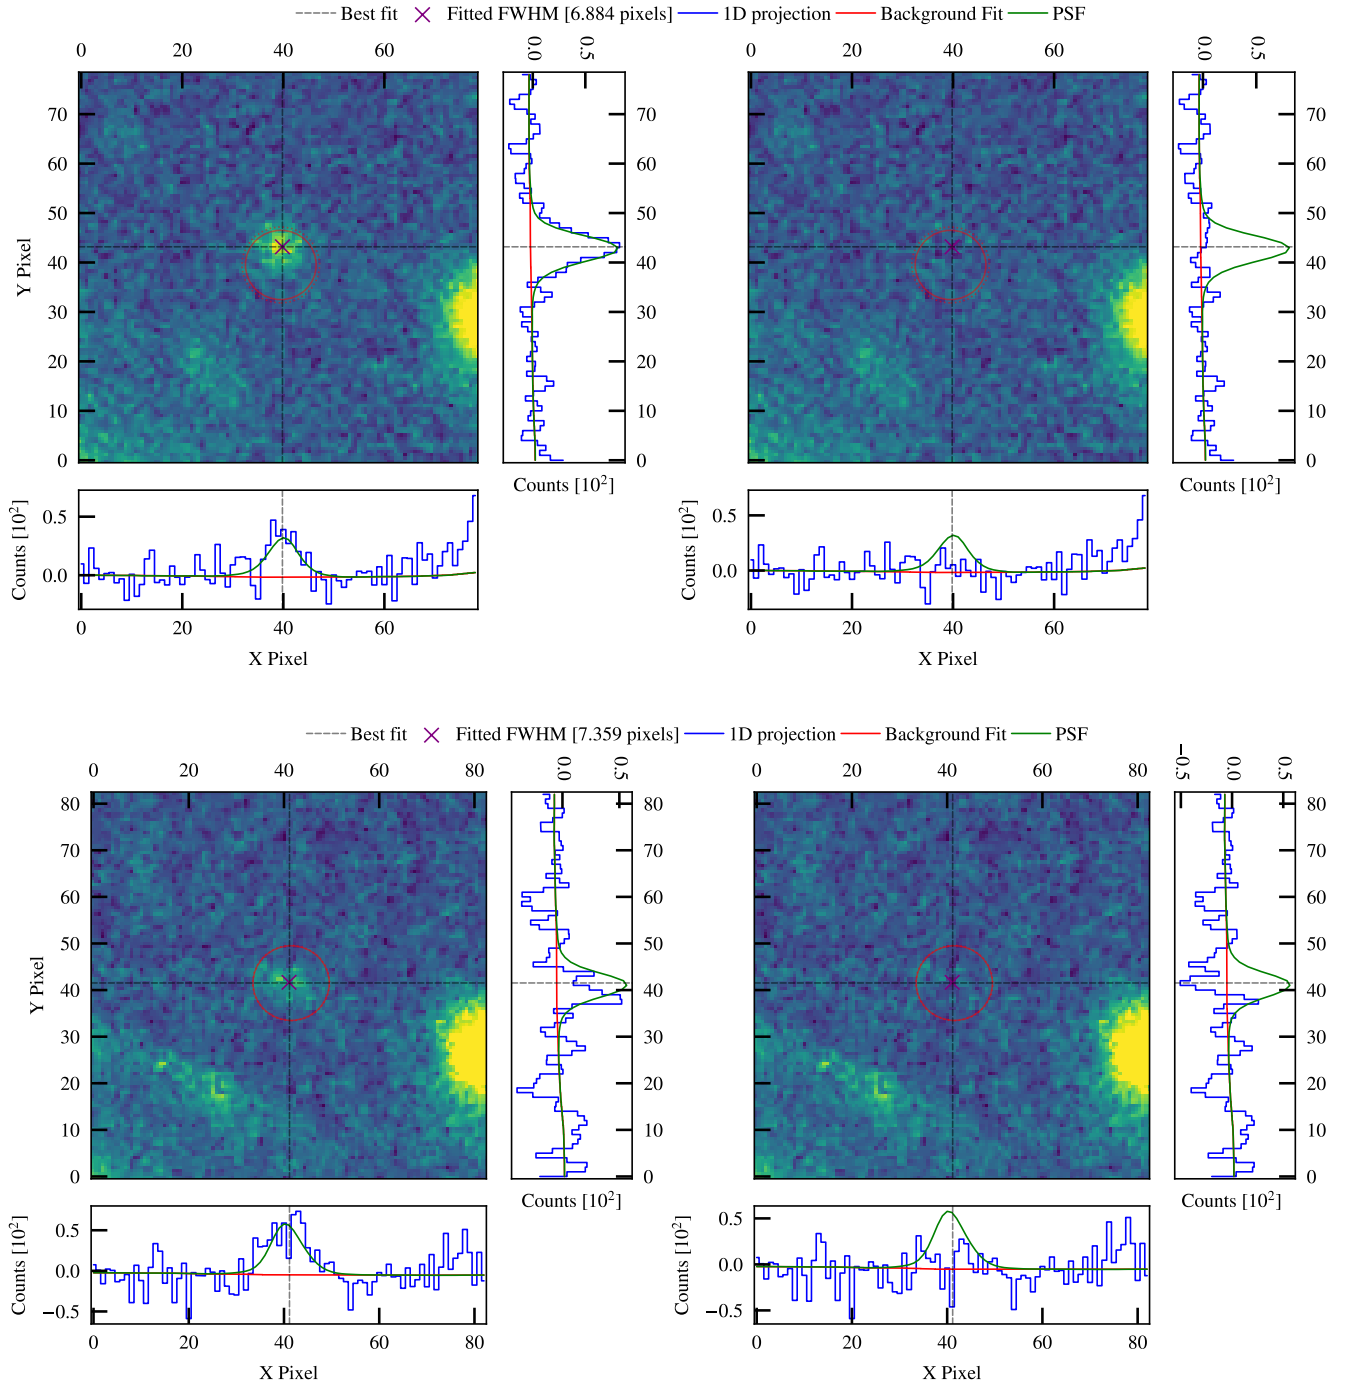 Best fit Fitted FWHM [6.884 pixels] 1D projection Background Fit PSF
0 20 40 60 0.0 0.5 0 20 40 60 0.0 0.5
70 70 70
60 60 60
50 50 50
40 40 40
30 30 30
20 20 20
10 10 10
0 0 0
Y Pixel
Counts [10²] Counts [10²]
0.5 0.5
0.0 0.0
Counts [10²] Counts [10²]
0 20 40 60 0 20 40 60
X Pixel X Pixel
Best fit Fitted FWHM [7.359 pixels] 1D projection Background Fit PSF
0 20 40 60 80 0.0 0.5 0 20 40 60 80 −0.5 0.0 0.5
80 80 80
70 70 70
60 60 60
50 50 50
40 40 40
30 30 30
20 20 20
10 10 10
0 0 0
Y Pixel
Counts [10²] Counts [10²]
0.5 0.5
0.0 0.0
−0.5 −0.5
Counts [10²] Counts [10²]
0 20 40 60 80 0 20 40 60 80
X Pixel X Pixel